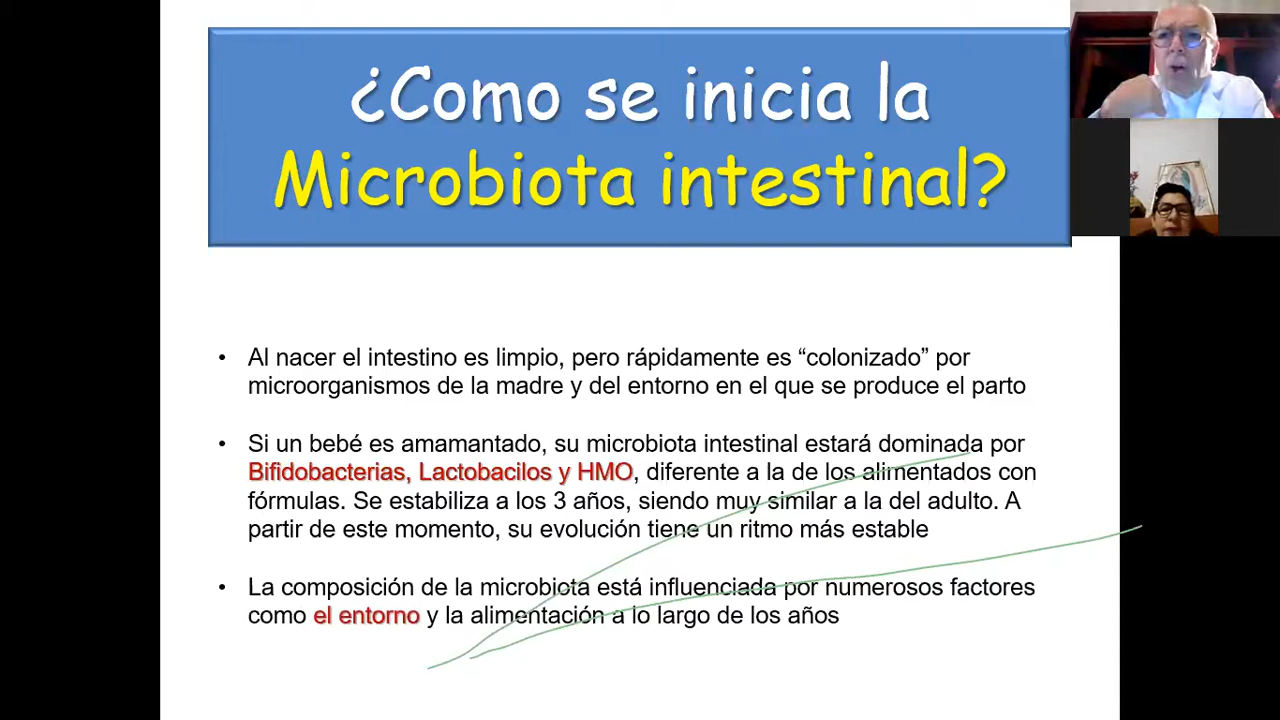 ¿Como se inicia la
Microbiota intestinal?
• Al nacer el intestino es limpio, pero rápidamente es “colonizado” por
microorganismos de la madre y del entorno en el que se produce el parto
• Si un bebé es amamantado, su microbiota intestinal estará dominada por
Bifidobacterias, Lactobacilos y HMO, diferente a la de los alimentados con
fórmulas. Se estabiliza a los 3 años, siendo muy similar a la del adulto. A
partir de este momento, su evolución tiene un ritmo más estable
• La composición de la microbiota está influenciada por numerosos factores
como el entorno y la alimentación a lo largo de los años